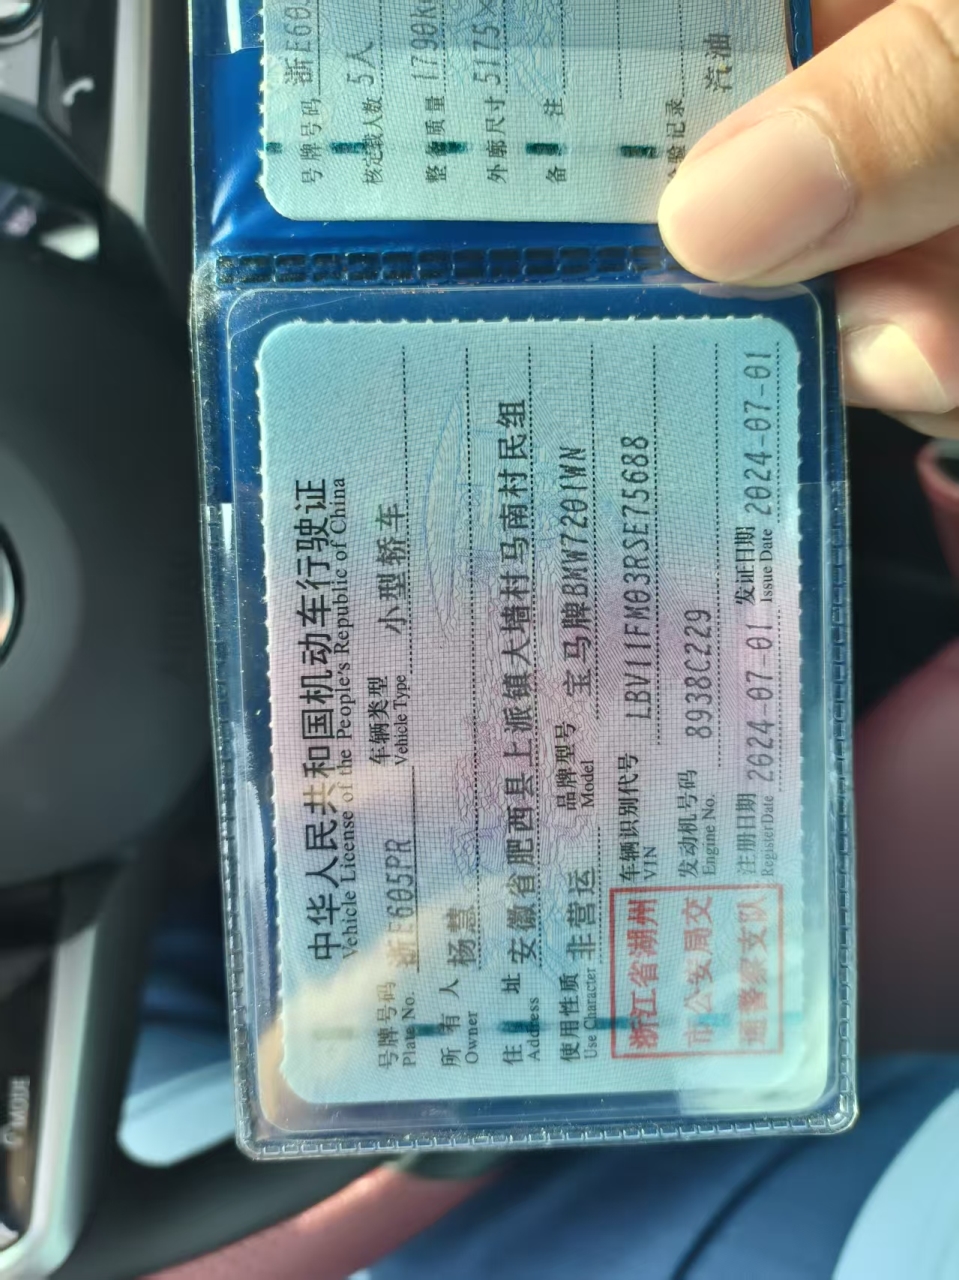 中华人民共和国机动车行驶证
Vehicle License of the People's Republic of China
号牌号码 浙E605PR 车辆类型 小型轿车
Plate No. Vehicle Type
所有人 杨慧
Owner
住址 安徽省肥西县上派镇大墙村马南村民组
Address
使用性质 非营运 品牌型号 宝马牌BMW7201WN
Use Character Model
浙江省湖州
市公安局交
通警察支队
车辆识别代号 LBV11FM03RSE75688
VIN
发动机号码 8938C229
Engine No.
注册日期 2024-07-01 发证日期 2024-07-01
RegisterDate Issue Date
号牌号码 浙E60
核定载人数 5人
整备质量 1790k
外廓尺寸 5175×
备注
检验记录 汽油
MODE